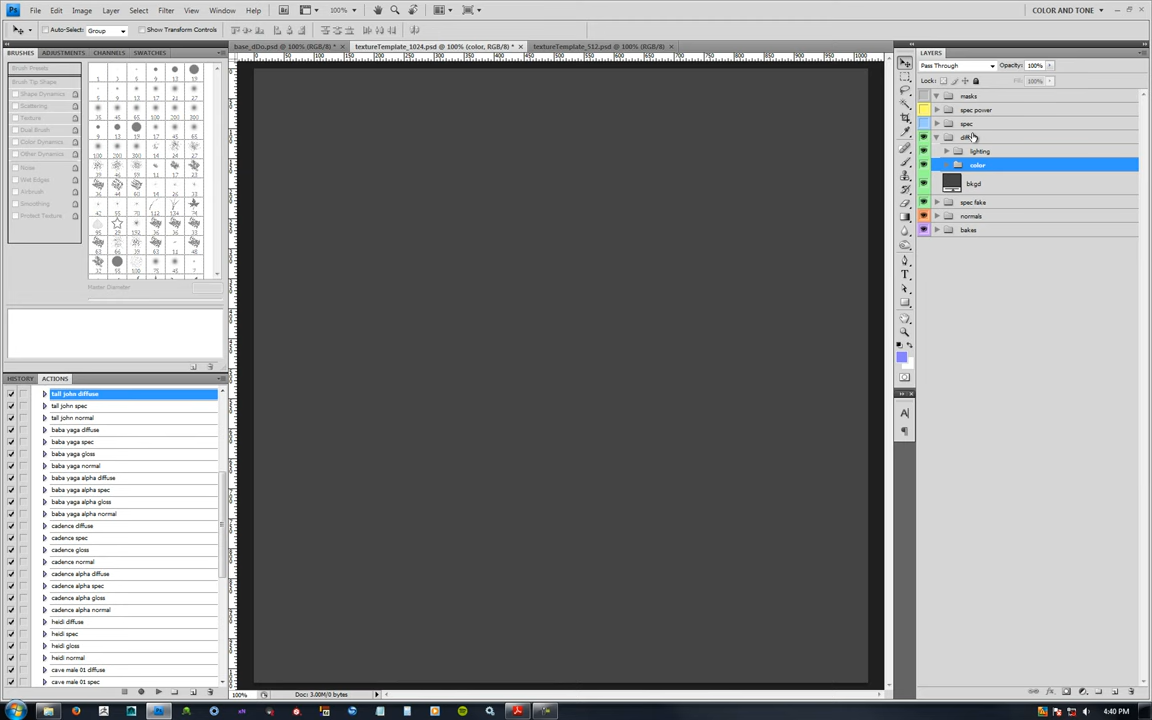 Ps File Edit Image Layer Select Filter View Window Help 100% COLOR AND TONE
Auto-Select: Group Show Transform Controls
BRUSHES ADJUSTMENTS CHANNELS SWATCHES
base_dDo.psd @ 100% (RGB/8) * textureTemplate_1024.psd @ 100% (color, RGB/8) * textureTemplate_512.psd @ 100% (RGB/8)
Brush Presets
Brush Tip Shape
Shape Dynamics
Scattering
Texture
Dual Brush
Color Dynamics
Other Dynamics
Noise
Wet Edges
Airbrush
Smoothing
Protect Texture
Master Diameter
HISTORY ACTIONS
tall john diffuse
tall john spec
tall john normal
baba yaga diffuse
baba yaga spec
baba yaga gloss
baba yaga normal
baba yaga alpha diffuse
baba yaga alpha spec
baba yaga alpha gloss
baba yaga alpha normal
cadence diffuse
cadence spec
cadence gloss
cadence normal
cadence alpha diffuse
cadence alpha spec
cadence alpha gloss
cadence alpha normal
heidi diffuse
heidi spec
heidi gloss
heidi normal
cave male 01 diffuse
cave male 01 spec
100% Doc: 3.00M/0 bytes
LAYERS
Pass Through Opacity: 100%
Lock: Fill: 100%
masks
spec power
spec
lighting
color
bkgd
spec fake
normals
bakes
4:40 PM